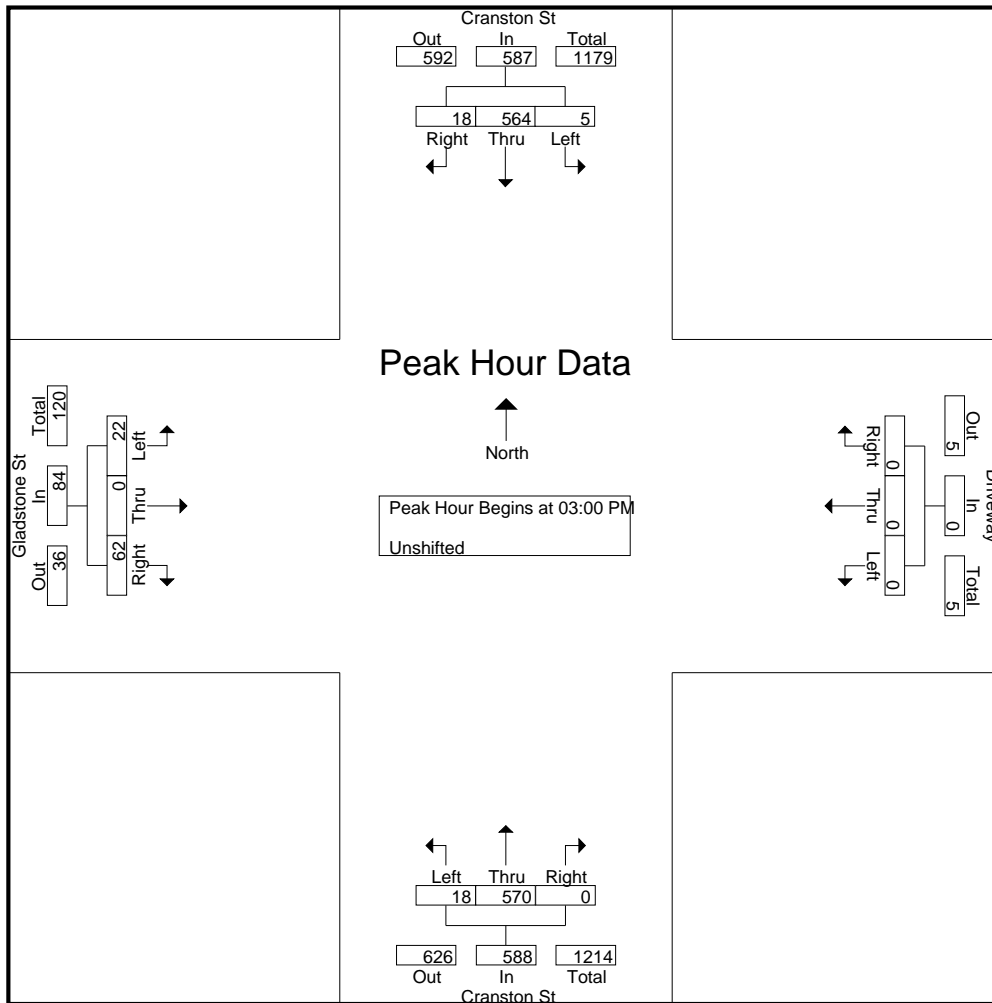 Cranston St
Out In Total
592 587 1179
18 564 5
Right Thru Left
Peak Hour Data
North
Peak Hour Begins at 03:00 PM
Unshifted
Gladstone St
Total In Out
120 84 36
22 0 62
Left Thru Right
Driveway
Out In Total
5 0 5
Right Thru Left
0 0 0
Left Thru Right
18 570 0
626 588 1214
Out In Total
Cranston St